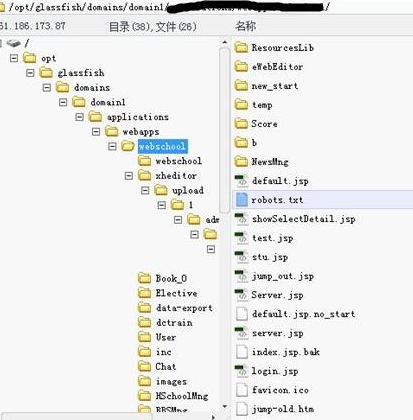 /opt/glassfish/domains/domain1/
51.186.173.87 目录(38),文件(26) 名称
/
opt
glassfish
domains
domain1
applications
webapps
webschool
webschool
xheditor
upload
1
adm
Book_O
Elective
data-export
dctrain
User
inc
Chat
images
HSchoolMng
BBSMng
ResourcesLib
eWebEditor
new_start
temp
Score
b
NewsMng
default.jsp
robots.txt
showSelectDetail.jsp
test.jsp
stu.jsp
jump_out.jsp
Server.jsp
default.jsp.no_start
server.jsp
index.jsp.bak
login.jsp
favicon.ico
jump-old.htm